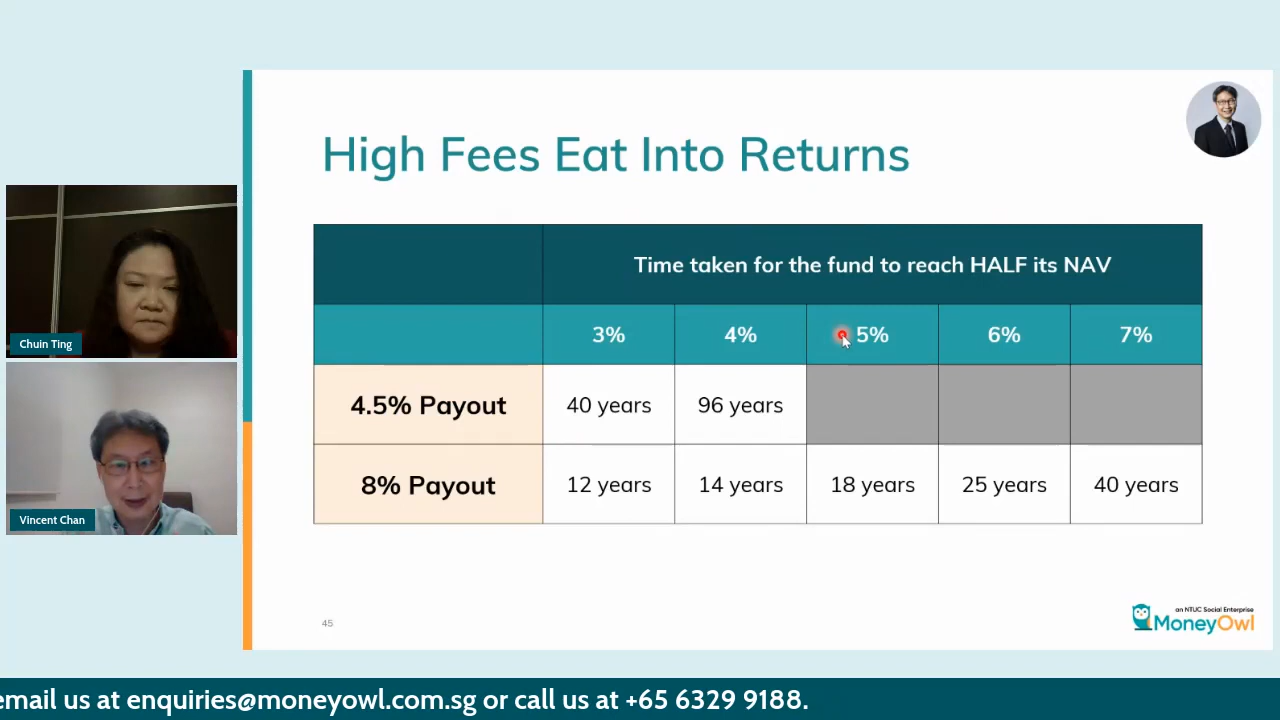 High Fees Eat Into Returns
Time taken for the fund to reach HALF its NAV
3% 4% 5% 6% 7%
4.5% Payout 40 years 96 years
8% Payout 12 years 14 years 18 years 25 years 40 years
Chuin Ting
Vincent Chan
45
an NTUC Social Enterprise
MoneyOwl
email us at enquiries@moneyowl.com.sg or call us at +65 6329 9188.